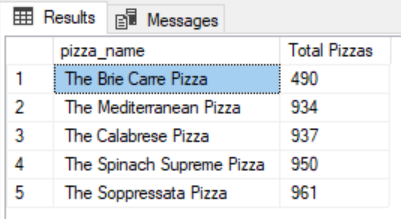 Results Messages
pizza_name Total Pizzas
1 The Brie Carre Pizza 490
2 The Mediterranean Pizza 934
3 The Calabrese Pizza 937
4 The Spinach Supreme Pizza 950
5 The Soppressata Pizza 961